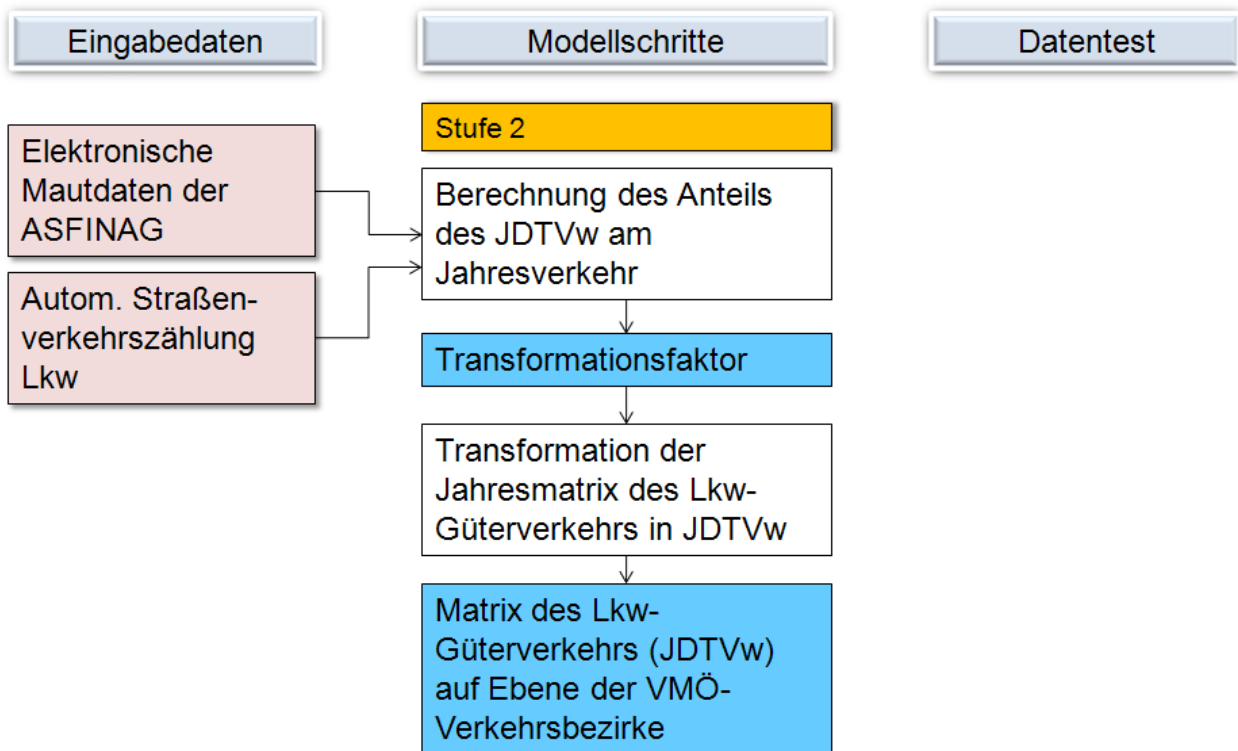 Eingabedaten
Modellschritte
Datentest
Elektronische
Mautdaten der
ASFINAG
Autom. Straßen-
verkehrszählung
Lkw
Stufe 2
Berechnung des Anteils
des JDTVw am
Jahresverkehr
Transformationsfaktor
Transformation der
Jahresmatrix des Lkw-
Güterverkehrs in JDTVw
Matrix des Lkw-
Güterverkehrs (JDTVw)
auf Ebene der VMÖ-
Verkehrsbezirke